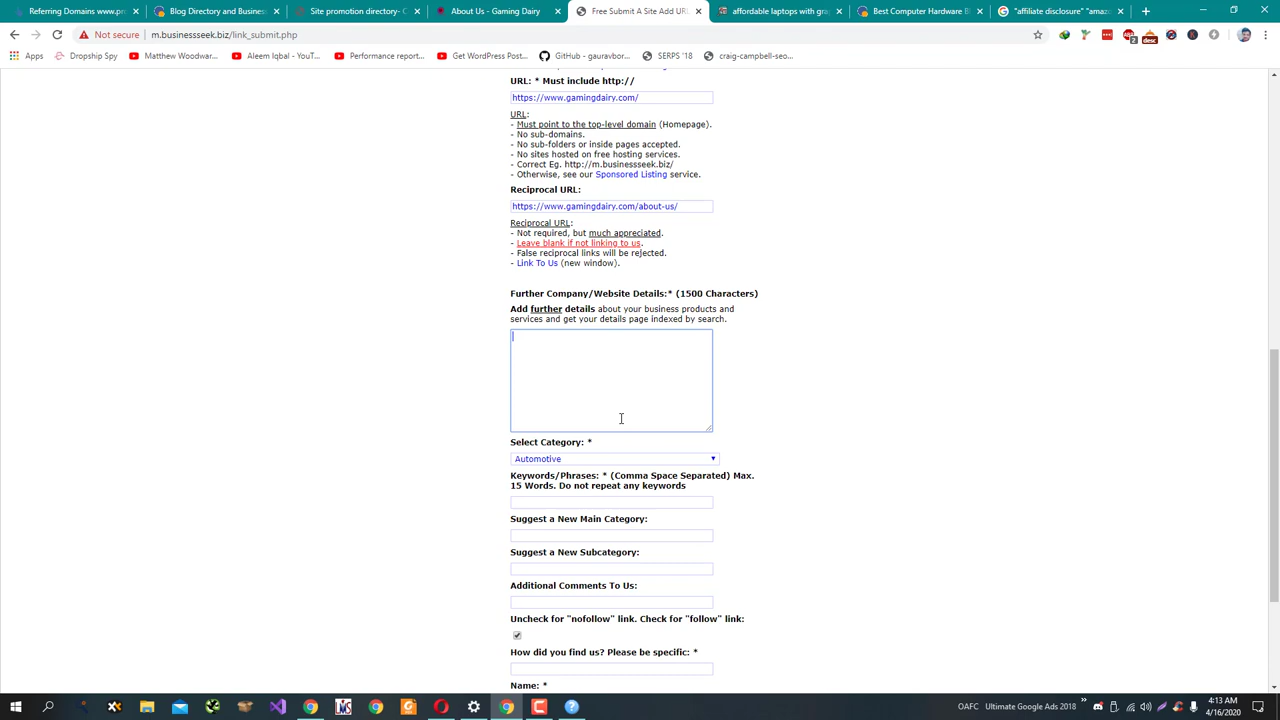 Referring Domains www.pr
Blog Directory and Business
Site promotion directory- C
About Us - Gaming Dairy
Free Submit A Site Add URL
affordable laptops with gra
Best Computer Hardware Bl
"affiliate disclosure" "amaz
Not secure
m.businessseek.biz/link_submit.php
2
desc
Apps
Dropship Spy
Matthew Woodwar...
Aleem Iqbal - YouT...
Performance report...
Get WordPress Post...
GitHub - gauravbor...
SERPS '18
craig-campbell-seo...
URL: * Must include http://
https://www.gamingdairy.com/
URL:
- Must point to the top-level domain (Homepage).
- No sub-domains.
- No sub-folders or inside pages accepted.
- No sites hosted on free hosting services.
- Correct Eg. http://m.businessseek.biz/
- Otherwise, see our Sponsored Listing service.
Reciprocal URL:
https://www.gamingdairy.com/about-us/
Reciprocal URL:
- Not required, but much appreciated.
- Leave blank if not linking to us.
- False reciprocal links will be rejected.
- Link To Us (new window).
Further Company/Website Details:* (1500 Characters)
Add further details about your business products and
services and get your details page indexed by search.
Select Category: *
Automotive
Keywords/Phrases: * (Comma Space Separated) Max.
15 Words. Do not repeat any keywords
Suggest a New Main Category:
Suggest a New Subcategory:
Additional Comments To Us:
Uncheck for "nofollow" link. Check for "follow" link:
How did you find us? Please be specific: *
Name: *
OAFC
Ultimate Google Ads 2018
4:13 AM
4/16/2020